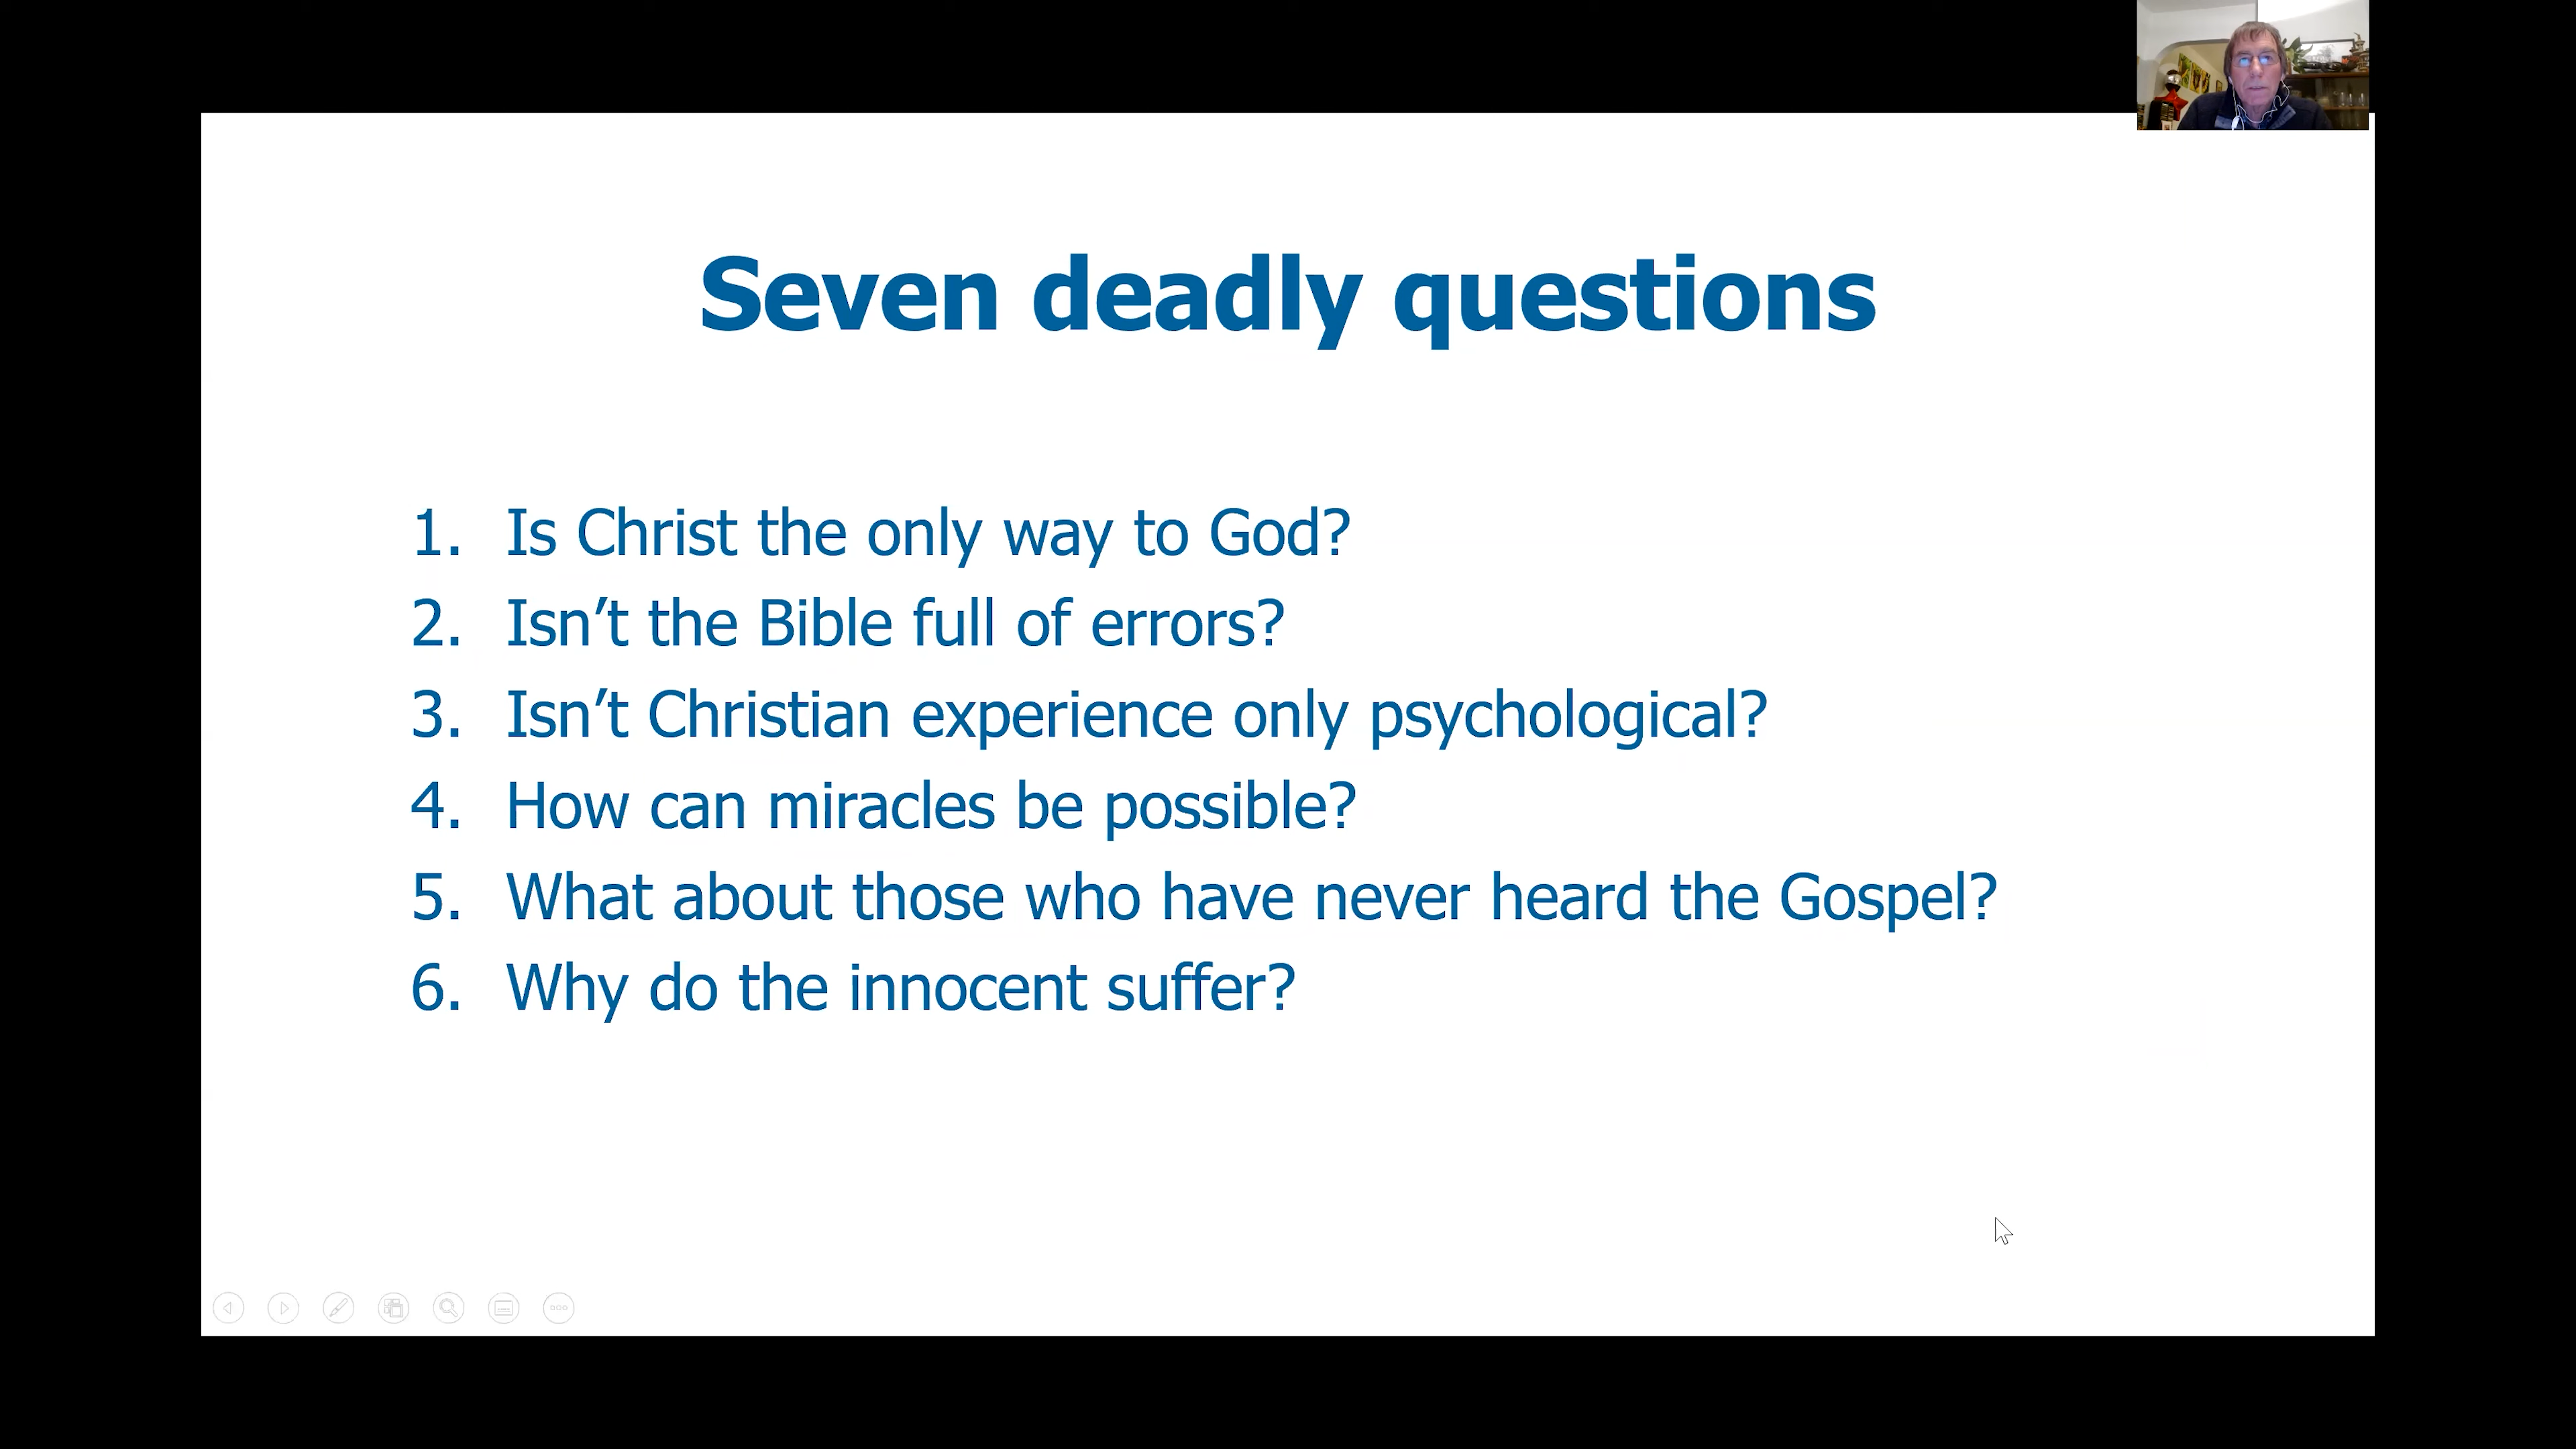 Seven deadly questions
1. Is Christ the only way to God?
2. Isn’t the Bible full of errors?
3. Isn’t Christian experience only psychological?
4. How can miracles be possible?
5. What about those who have never heard the Gospel?
6. Why do the innocent suffer?